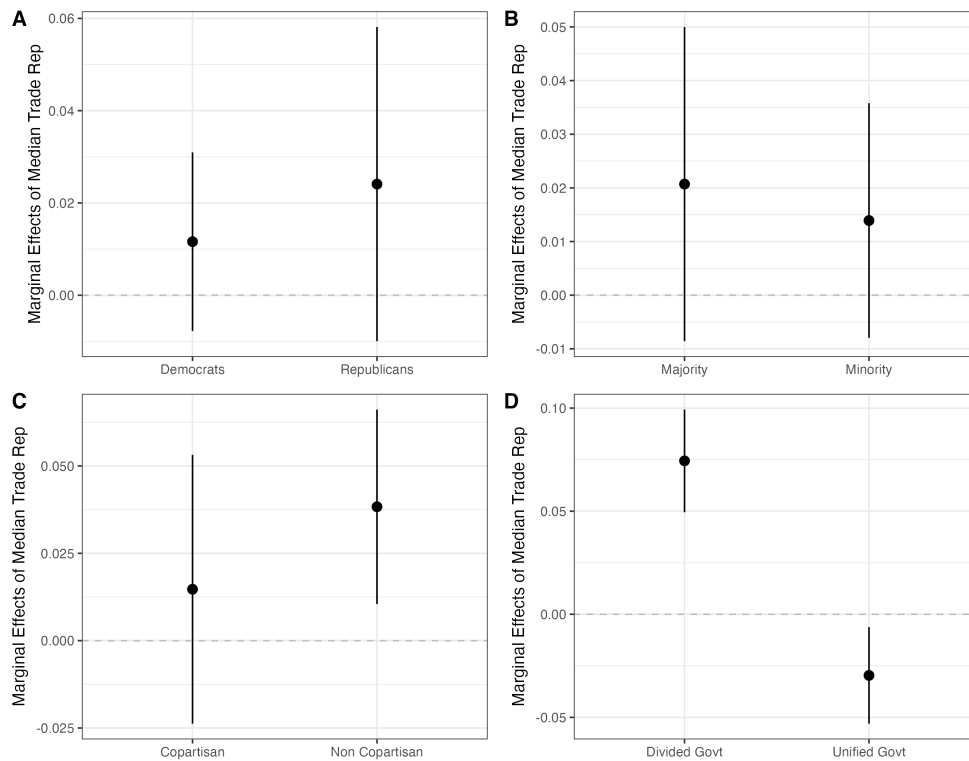 A
Marginal Effects of Median Trade Rep
0.06
0.04
0.02
0.00
Democrats Republicans
B
Marginal Effects of Median Trade Rep
0.05
0.04
0.03
0.02
0.01
0.00
-0.01
Majority Minority
C
Marginal Effects of Median Trade Rep
0.050
0.025
0.000
-0.025
Copartisan Non Copartisan
D
Marginal Effects of Median Trade Rep
0.10
0.05
0.00
-0.05
Divided Govt Unified Govt